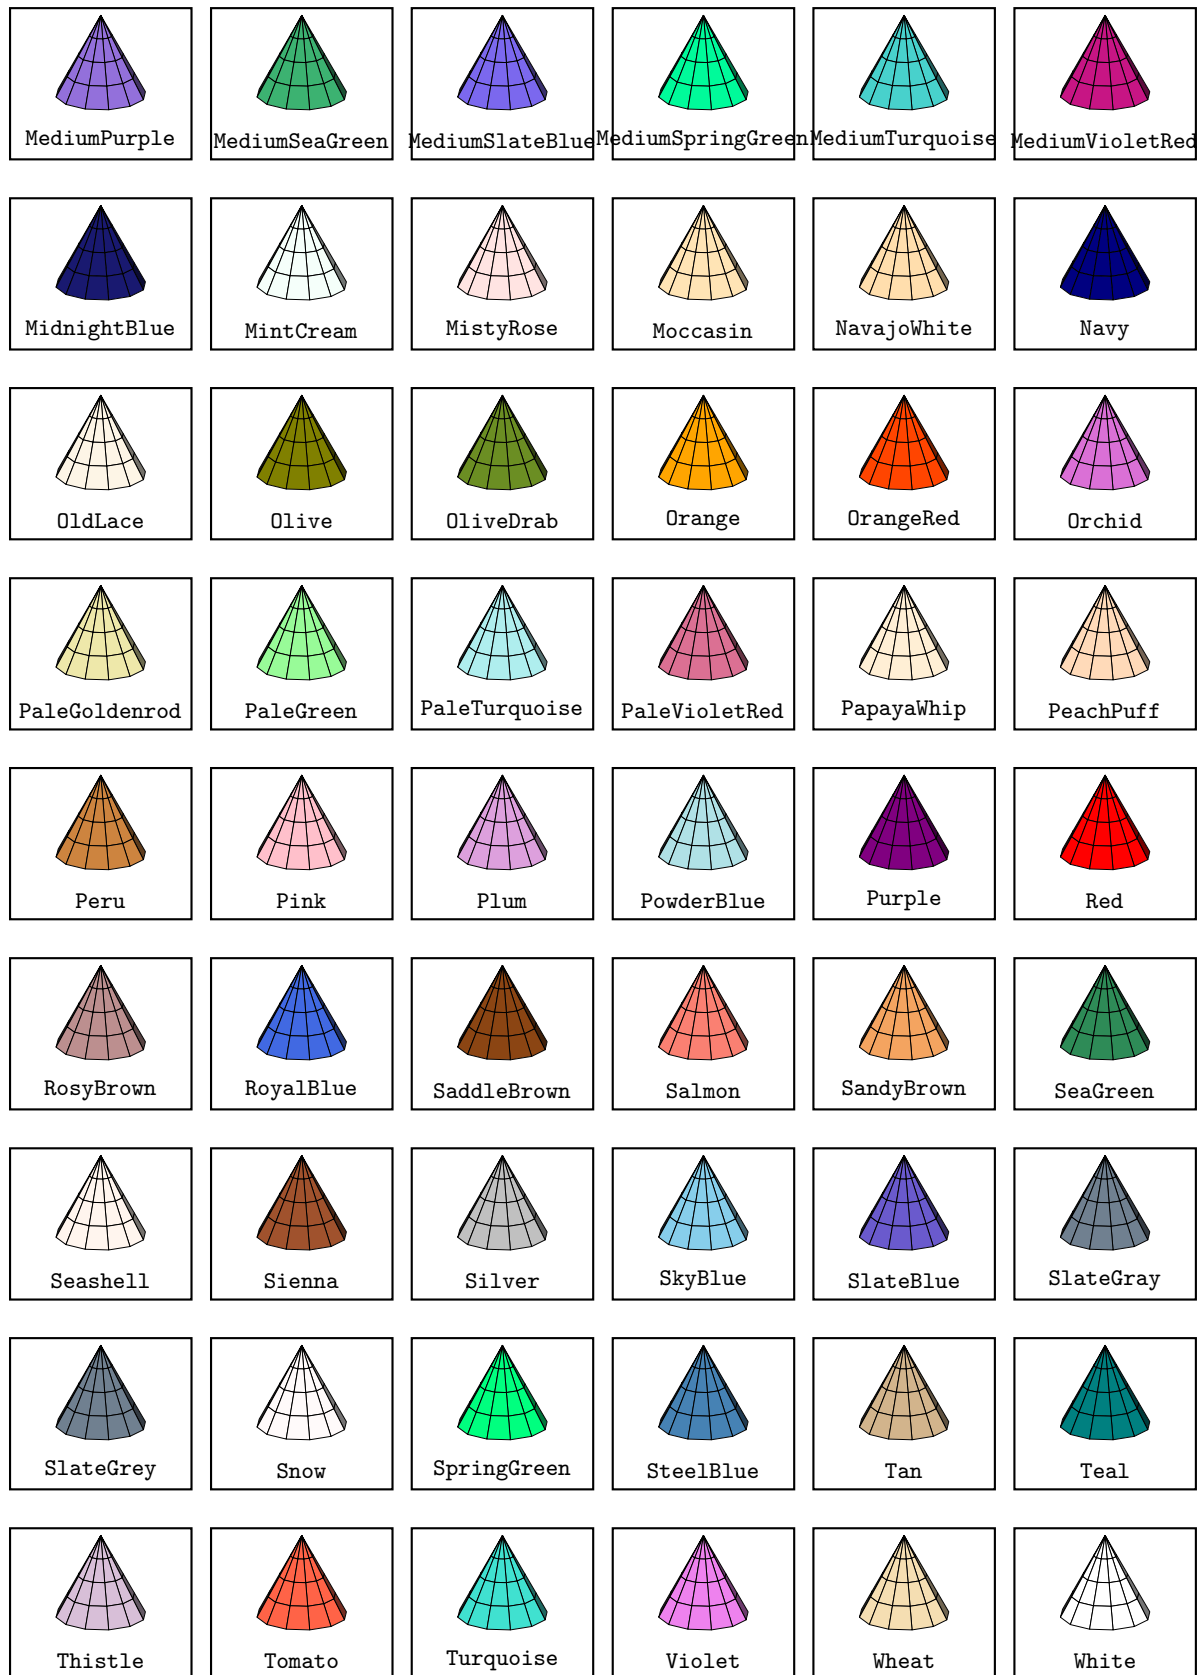 MediumPurple MediumSeaGreen MediumSlateBlue MediumSpringGreen MediumTurquoise MediumVioletRed
MidnightBlue MintCream MistyRose Moccasin NavajoWhite Navy
OldLace Olive OliveDrab Orange OrangeRed Orchid
PaleGoldenrod PaleGreen PaleTurquoise PaleVioletRed PapayaWhip PeachPuff
Peru Pink Plum PowderBlue Purple Red
RosyBrown RoyalBlue SaddleBrown Salmon SandyBrown SeaGreen
Seashell Sienna Silver SkyBlue SlateBlue SlateGray
SlateGrey Snow SpringGreen SteelBlue Tan Teal
Thistle Tomato Turquoise Violet Wheat White